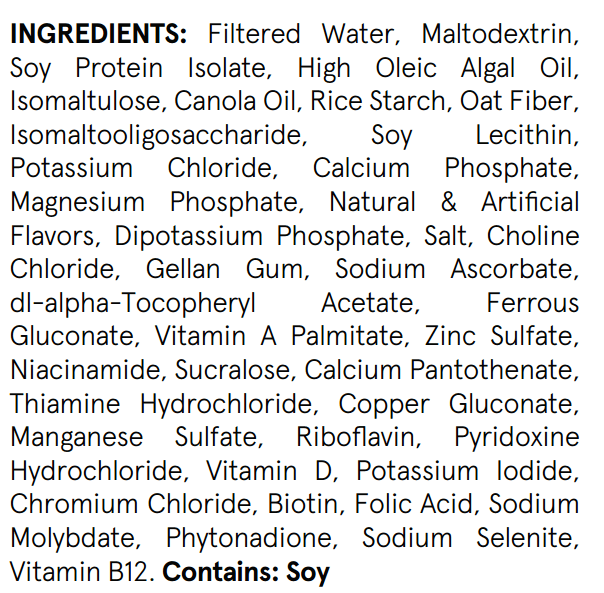 INGREDIENTS: Filtered Water, Maltodextrin,
Soy Protein Isolate, High Oleic Algal Oil,
Isomaltulose, Canola Oil, Rice Starch, Oat Fiber,
Isomaltooligosaccharide, Soy Lecithin,
Potassium Chloride, Calcium Phosphate,
Magnesium Phosphate, Natural & Artificial
Flavors, Dipotassium Phosphate, Salt, Choline
Chloride, Gellan Gum, Sodium Ascorbate,
dl-alpha-Tocopheryl Acetate, Ferrous
Gluconate, Vitamin A Palmitate, Zinc Sulfate,
Niacinamide, Sucralose, Calcium Pantothenate,
Thiamine Hydrochloride, Copper Gluconate,
Manganese Sulfate, Riboflavin, Pyridoxine
Hydrochloride, Vitamin D, Potassium Iodide,
Chromium Chloride, Biotin, Folic Acid, Sodium
Molybdate, Phytonadione, Sodium Selenite,
Vitamin B12. Contains: Soy